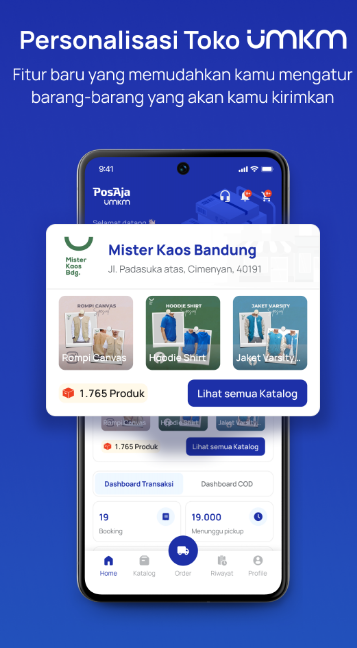 Personalisasi Toko UMKM
Fitur baru yang memudahkan kamu mengatur
barang-barang yang akan kamu kirimkan
9:41
PosAja
UMKM
Selamat datang
Mister
Kaos
Bdg.
Mister Kaos Bandung
Jl. Padasuka atas, Cimenyan, 40191
ROMPI CANVAS
HOODIE SHIRT
JAKET VARSITY
Rompi Canvas
Hoodie Shirt
Jaket Varsity...
1.765 Produk
Lihat semua Katalog
Rompi Canvas
Hoodie Shirt
Jaket Varsity...
1.765 Produk
Lihat semua Katalog
Dashboard Transaksi
Dashboard COD
19
Booking
19.000
Menunggu pickup
Home
Katalog
Order
Riwayat
Profile